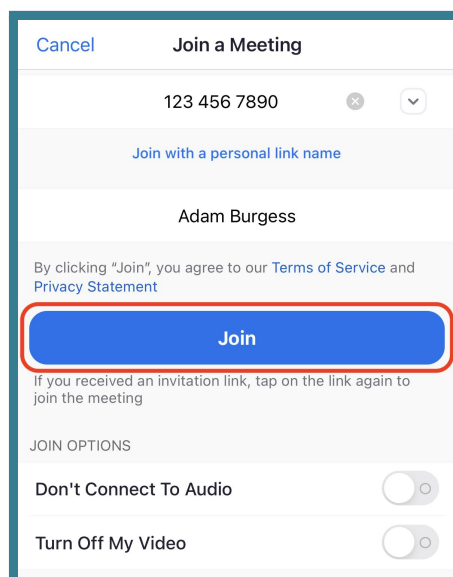 Cancel Join a Meeting
123 456 7890
Join with a personal link name
Adam Burgess
By clicking “Join”, you agree to our Terms of Service and
Privacy Statement
Join
If you received an invitation link, tap on the link again to
join the meeting
JOIN OPTIONS
Don't Connect To Audio
Turn Off My Video